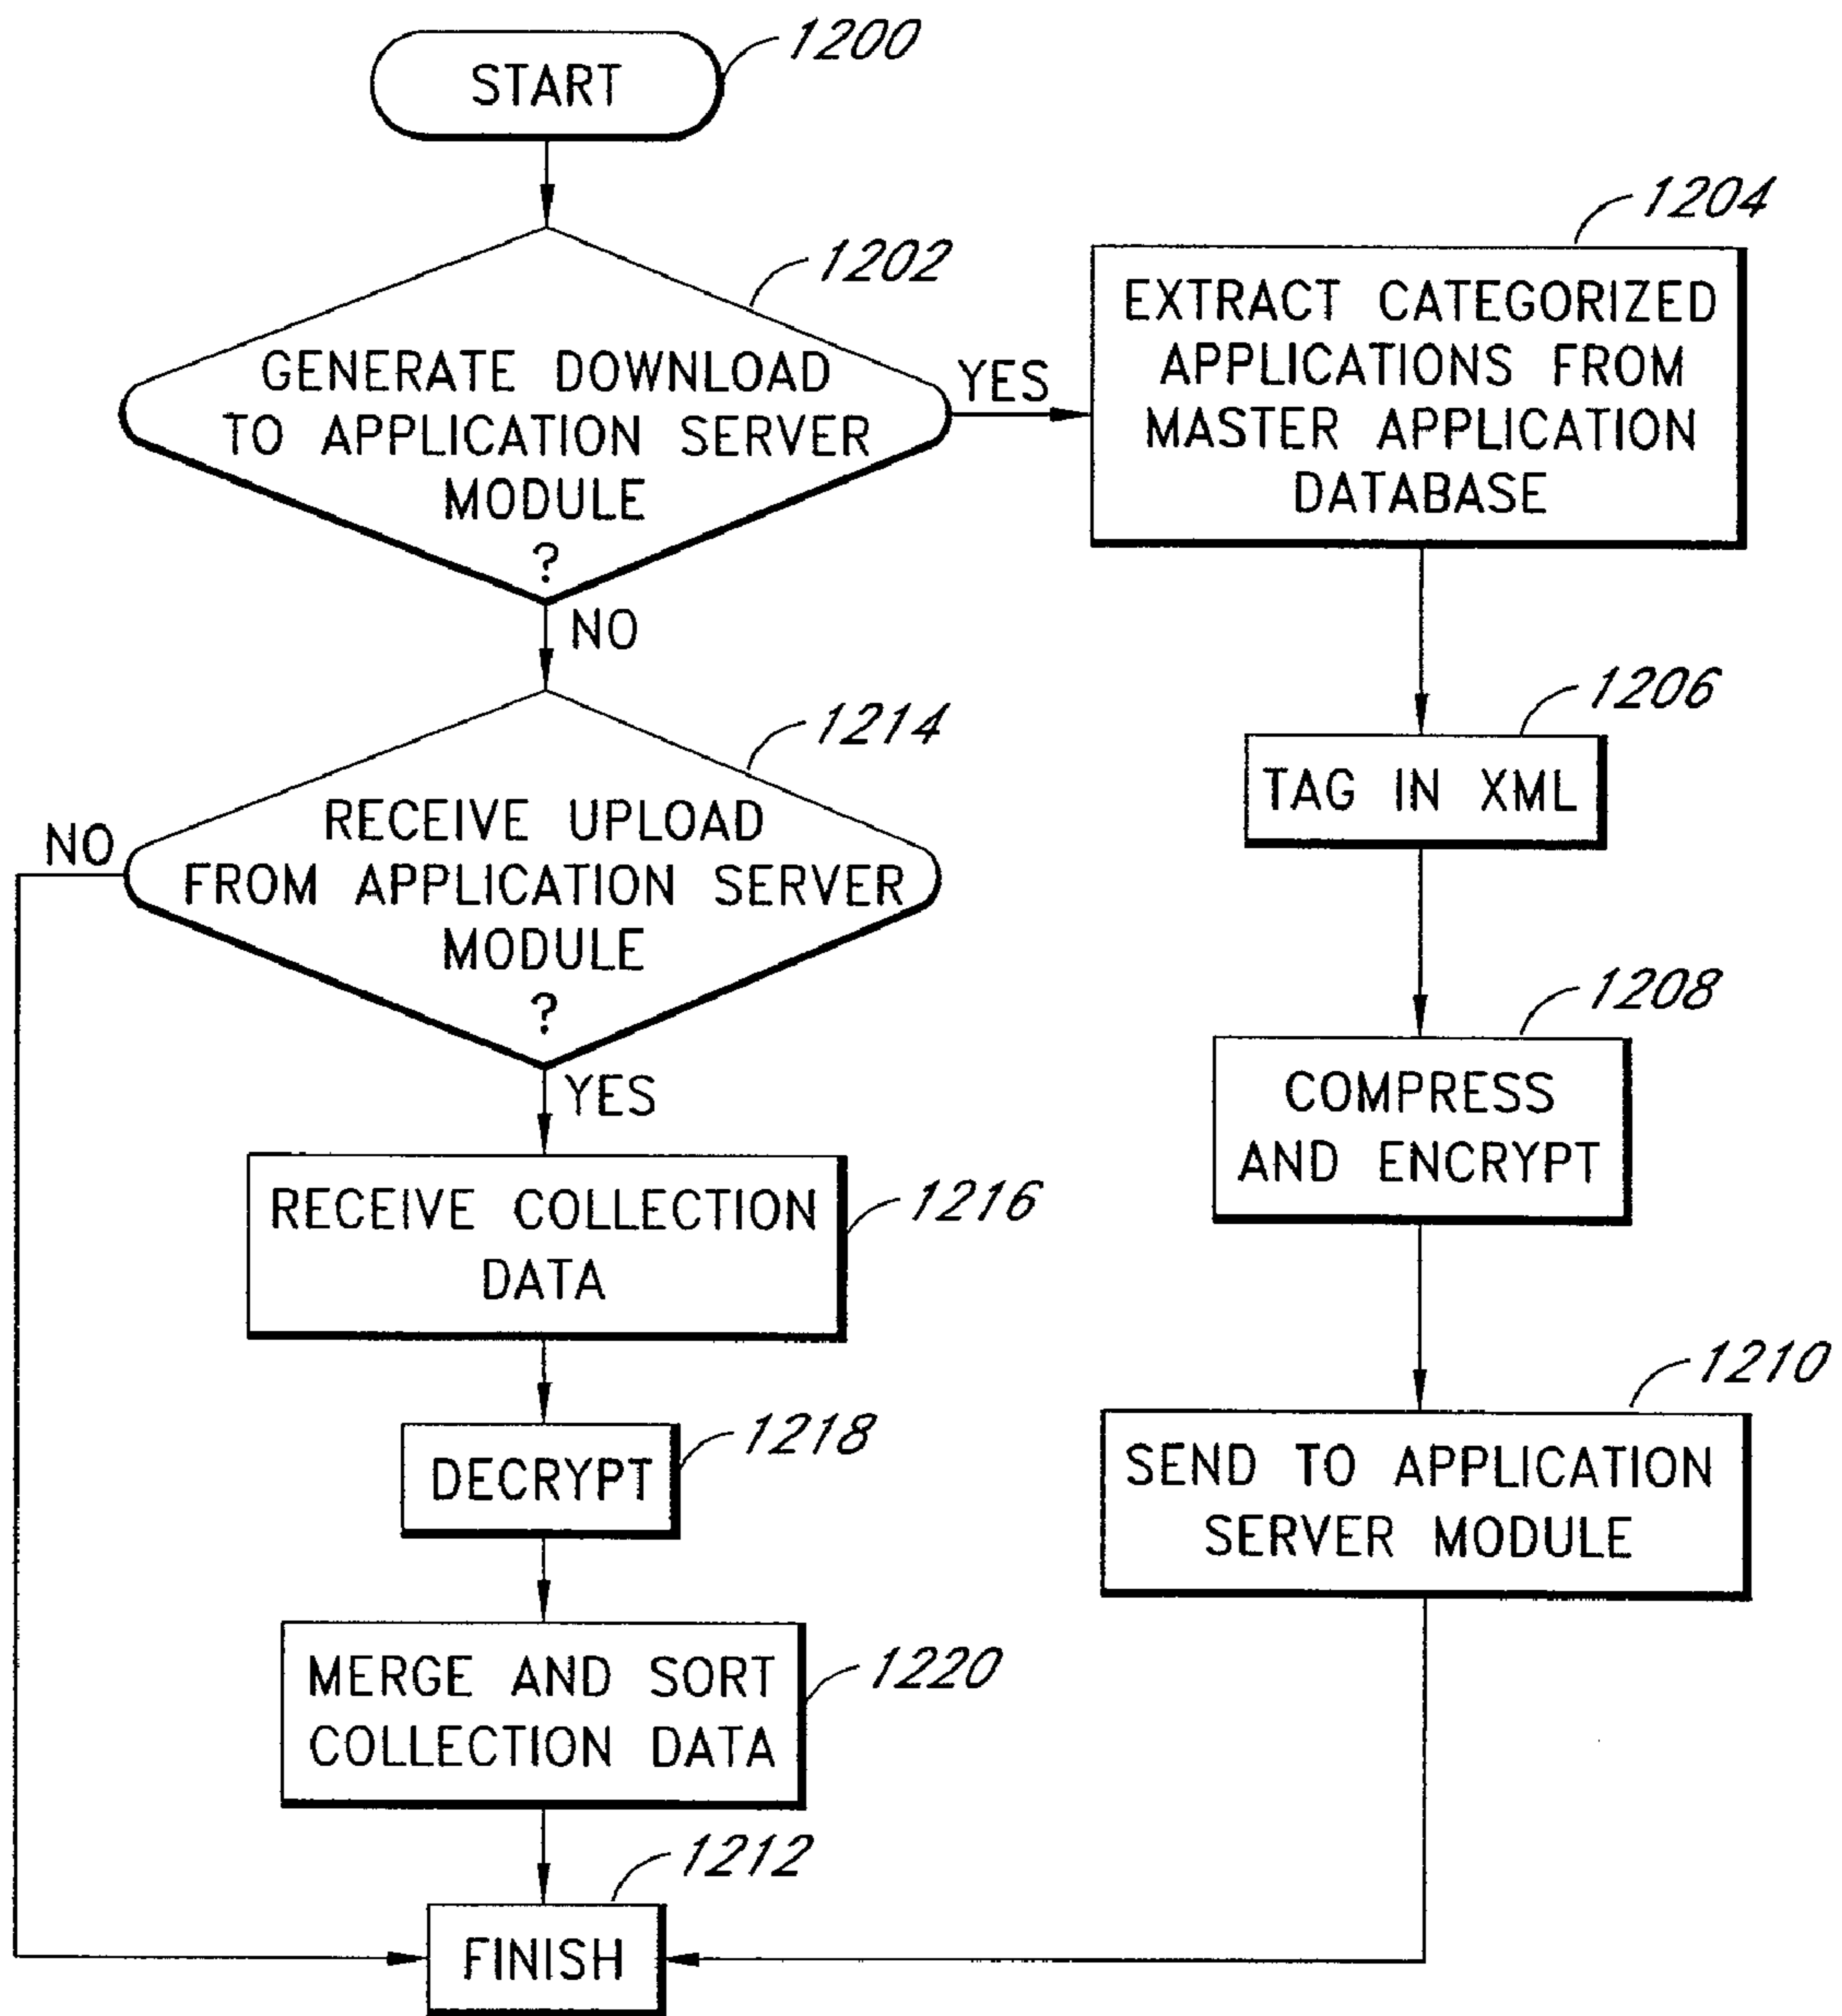 START
1200
1202
GENERATE DOWNLOAD
TO APPLICATION SERVER
MODULE
?
YES
NO
1204
EXTRACT CATEGORIZED
APPLICATIONS FROM
MASTER APPLICATION
DATABASE
1206
TAG IN XML
1208
COMPRESS
AND ENCRYPT
1210
SEND TO APPLICATION
SERVER MODULE
1214
RECEIVE UPLOAD
FROM APPLICATION SERVER
MODULE
?
NO
YES
RECEIVE COLLECTION
DATA
1216
DECRYPT
1218
MERGE AND SORT
COLLECTION DATA
1220
1212
FINISH